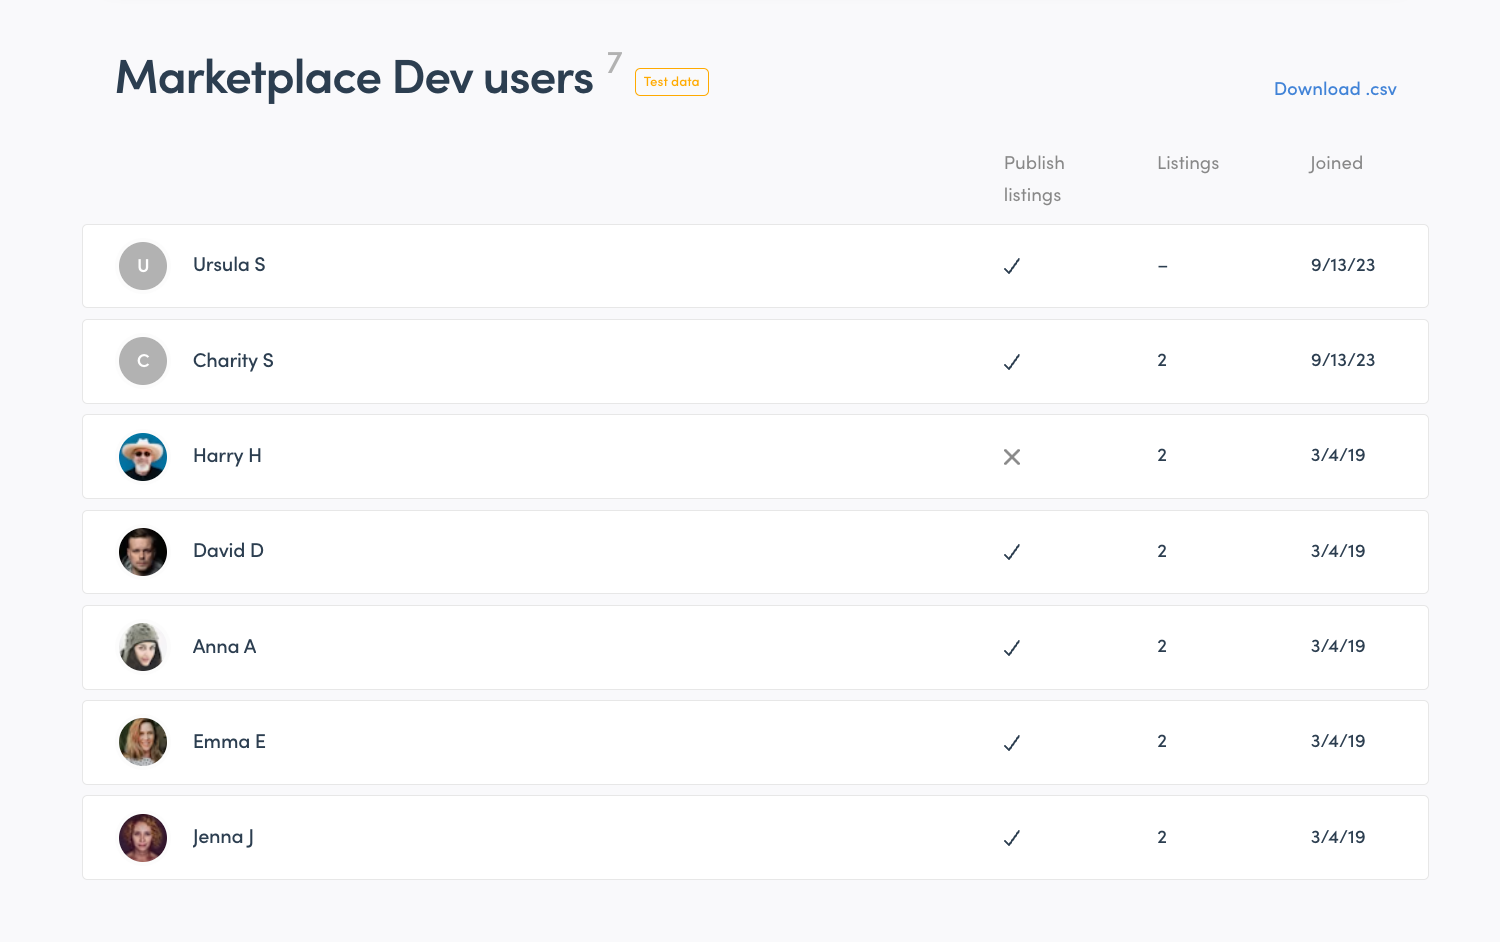 Marketplace Dev users 7 Test data
Download .csv
Publish listings Listings Joined
U Ursula S ✓ – 9/13/23
C Charity S ✓ 2 9/13/23
Harry H ✕ 2 3/4/19
David D ✓ 2 3/4/19
Anna A ✓ 2 3/4/19
Emma E ✓ 2 3/4/19
Jenna J ✓ 2 3/4/19